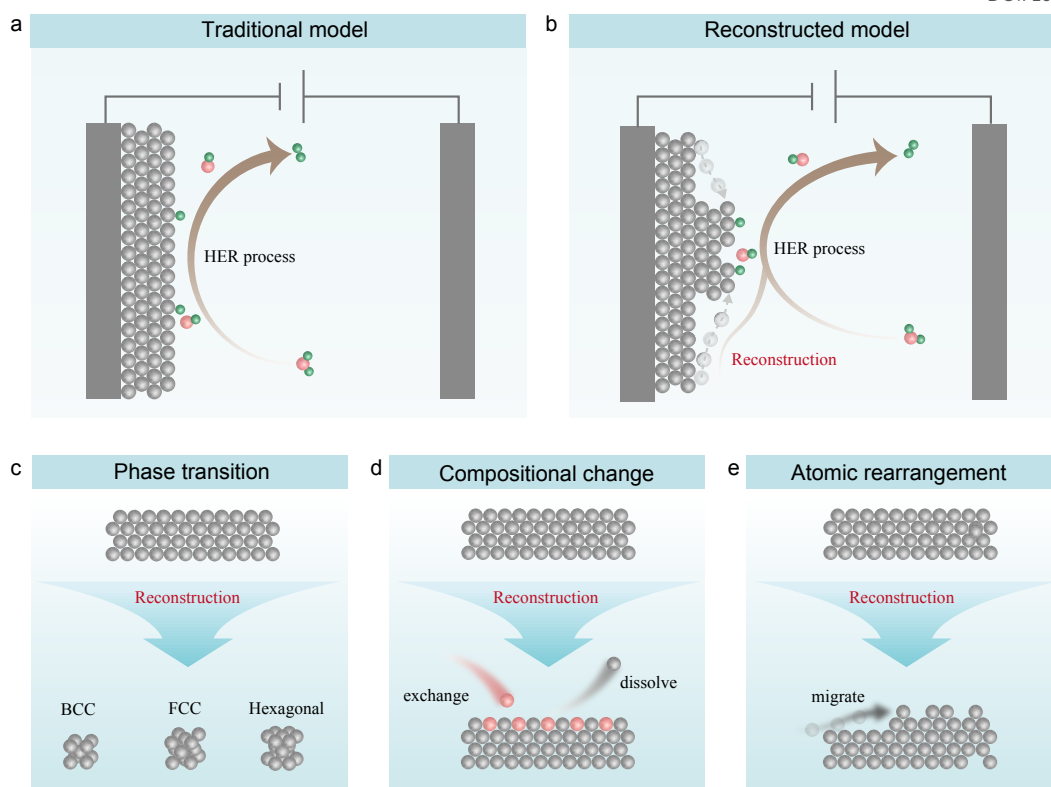 a
Traditional model
HER process
b
Reconstructed model
HER process
Reconstruction
c
Phase transition
Reconstruction
BCC
FCC
Hexagonal
d
Compositional change
Reconstruction
exchange
dissolve
e
Atomic rearrangement
Reconstruction
migrate